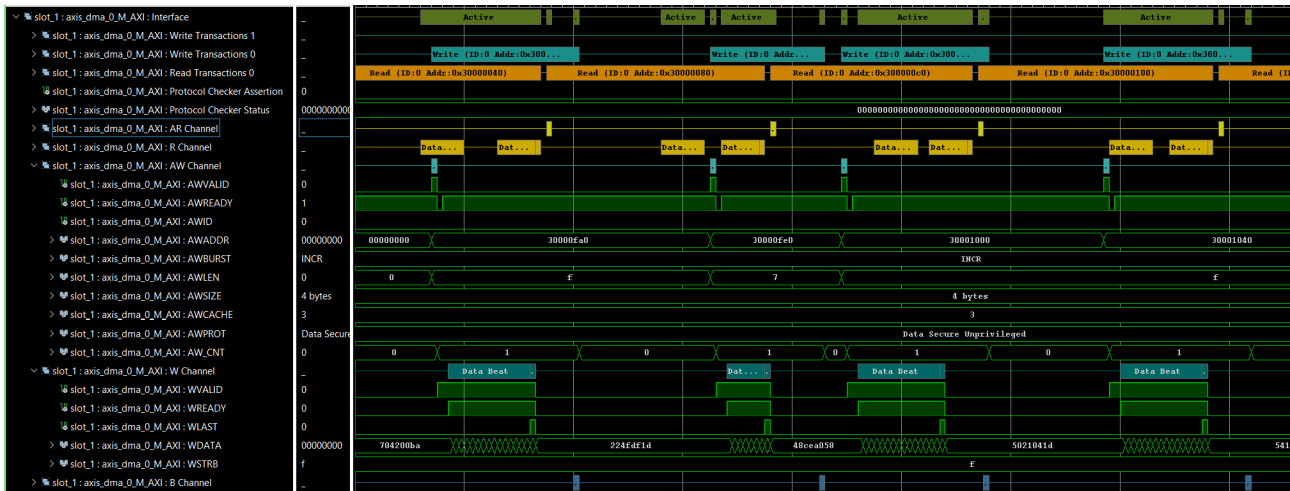 slot_1 : axis_dma_0_M_AXI : Interface _ Active Active Active Active Active
slot_1 : axis_dma_0_M_AXI : Write Transactions 1 _
slot_1 : axis_dma_0_M_AXI : Write Transactions 0 _ Write (ID:0 Addr:0x300... Write (ID:0 Addr... Write (ID:0 Addr:0x300... Write (ID:0 Addr:0x300...
slot_1 : axis_dma_0_M_AXI : Read Transactions 0 _ Read (ID:0 Addr:0x30000040) Read (ID:0 Addr:0x30000080) Read (ID:0 Addr:0x300000c0) Read (ID:0 Addr:0x30000100) Read (I
slot_1 : axis_dma_0_M_AXI : Protocol Checker Assertion 0
slot_1 : axis_dma_0_M_AXI : Protocol Checker Status 0000000000
slot_1 : axis_dma_0_M_AXI : AR Channel _
slot_1 : axis_dma_0_M_AXI : R Channel _ Data... Dat... Data... Dat... Data... Dat... Data... Dat...
slot_1 : axis_dma_0_M_AXI : AW Channel _
slot_1 : axis_dma_0_M_AXI : AWVALID 0
slot_1 : axis_dma_0_M_AXI : AWREADY 1
slot_1 : axis_dma_0_M_AXI : AWID 0
slot_1 : axis_dma_0_M_AXI : AWADDR 00000000 00000000 30000fa0 30000fe0 30001000 30001040
slot_1 : axis_dma_0_M_AXI : AWBURST INCR INCR
slot_1 : axis_dma_0_M_AXI : AWLEN 0 0 f 7 f
slot_1 : axis_dma_0_M_AXI : AWSIZE 4 bytes 4 bytes
slot_1 : axis_dma_0_M_AXI : AWCACHE 3 3
slot_1 : axis_dma_0_M_AXI : AWPROT Data Secure Data Secure Unprivileged
slot_1 : axis_dma_0_M_AXI : AW_CNT 0 0 1 0 1 0 1 0 1
slot_1 : axis_dma_0_M_AXI : W Channel _ Data Beat Dat... Data Beat Data Beat
slot_1 : axis_dma_0_M_AXI : WVALID 0
slot_1 : axis_dma_0_M_AXI : WREADY 0
slot_1 : axis_dma_0_M_AXI : WLAST 0
slot_1 : axis_dma_0_M_AXI : WDATA 00000000 704200ba 224fdf1d 48cea058 5021041d 541
slot_1 : axis_dma_0_M_AXI : WSTRB f f
slot_1 : axis_dma_0_M_AXI : B Channel _